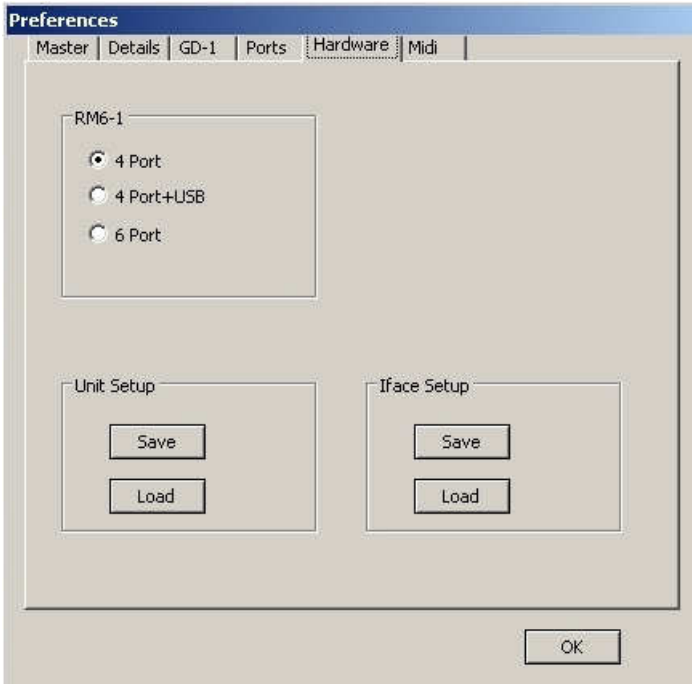 Preferences
Master Details GD-1 Ports Hardware Midi
RM6-1
4 Port
4 Port+USB
6 Port
Unit Setup
Save
Load
Iface Setup
Save
Load
OK